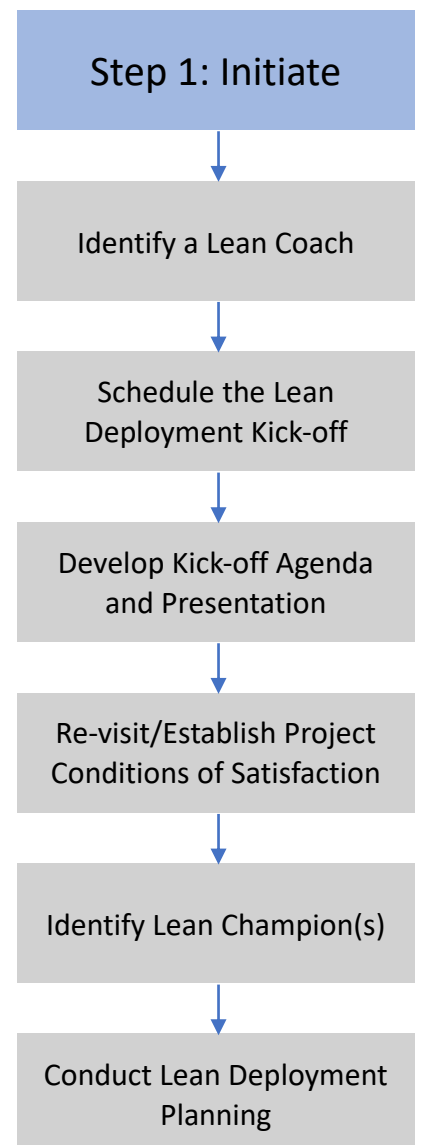 Step 1: Initiate
Identify a Lean Coach
Schedule the Lean
Deployment Kick-off
Develop Kick-off Agenda
and Presentation
Re-visit/Establish Project
Conditions of Satisfaction
Identify Lean Champion(s)
Conduct Lean Deployment
Planning